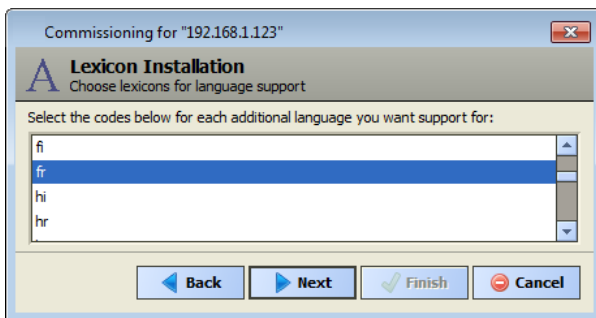 Commissioning for "192.168.1.123"
A Lexicon Installation
Choose lexicons for language support
Select the codes below for each additional language you want support for:
fi
fr
hi
hr
Back Next Finish Cancel